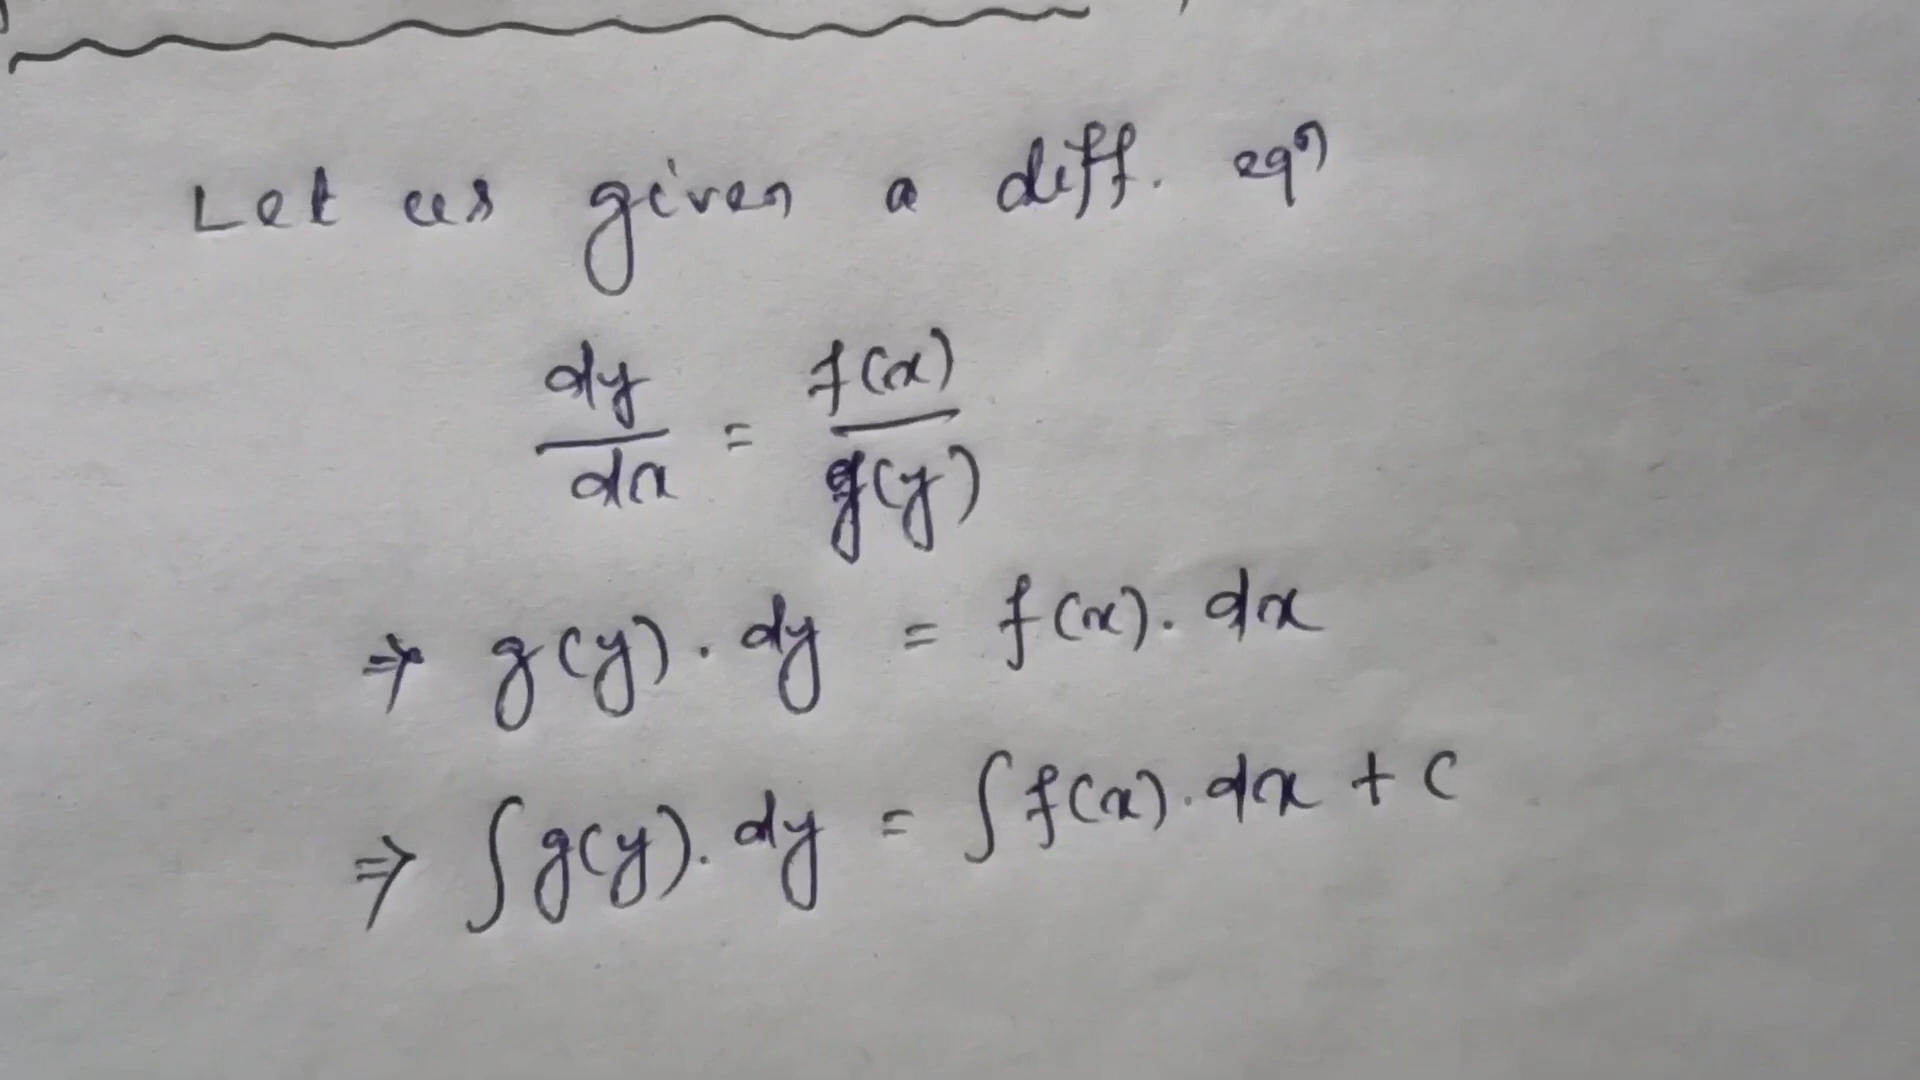 Let us given a diff. eqn
dy/dx = f(x)/g(y)
⇒ g(y) . dy = f(x) . dx
⇒ ∫ g(y) . dy = ∫ f(x) . dx + c